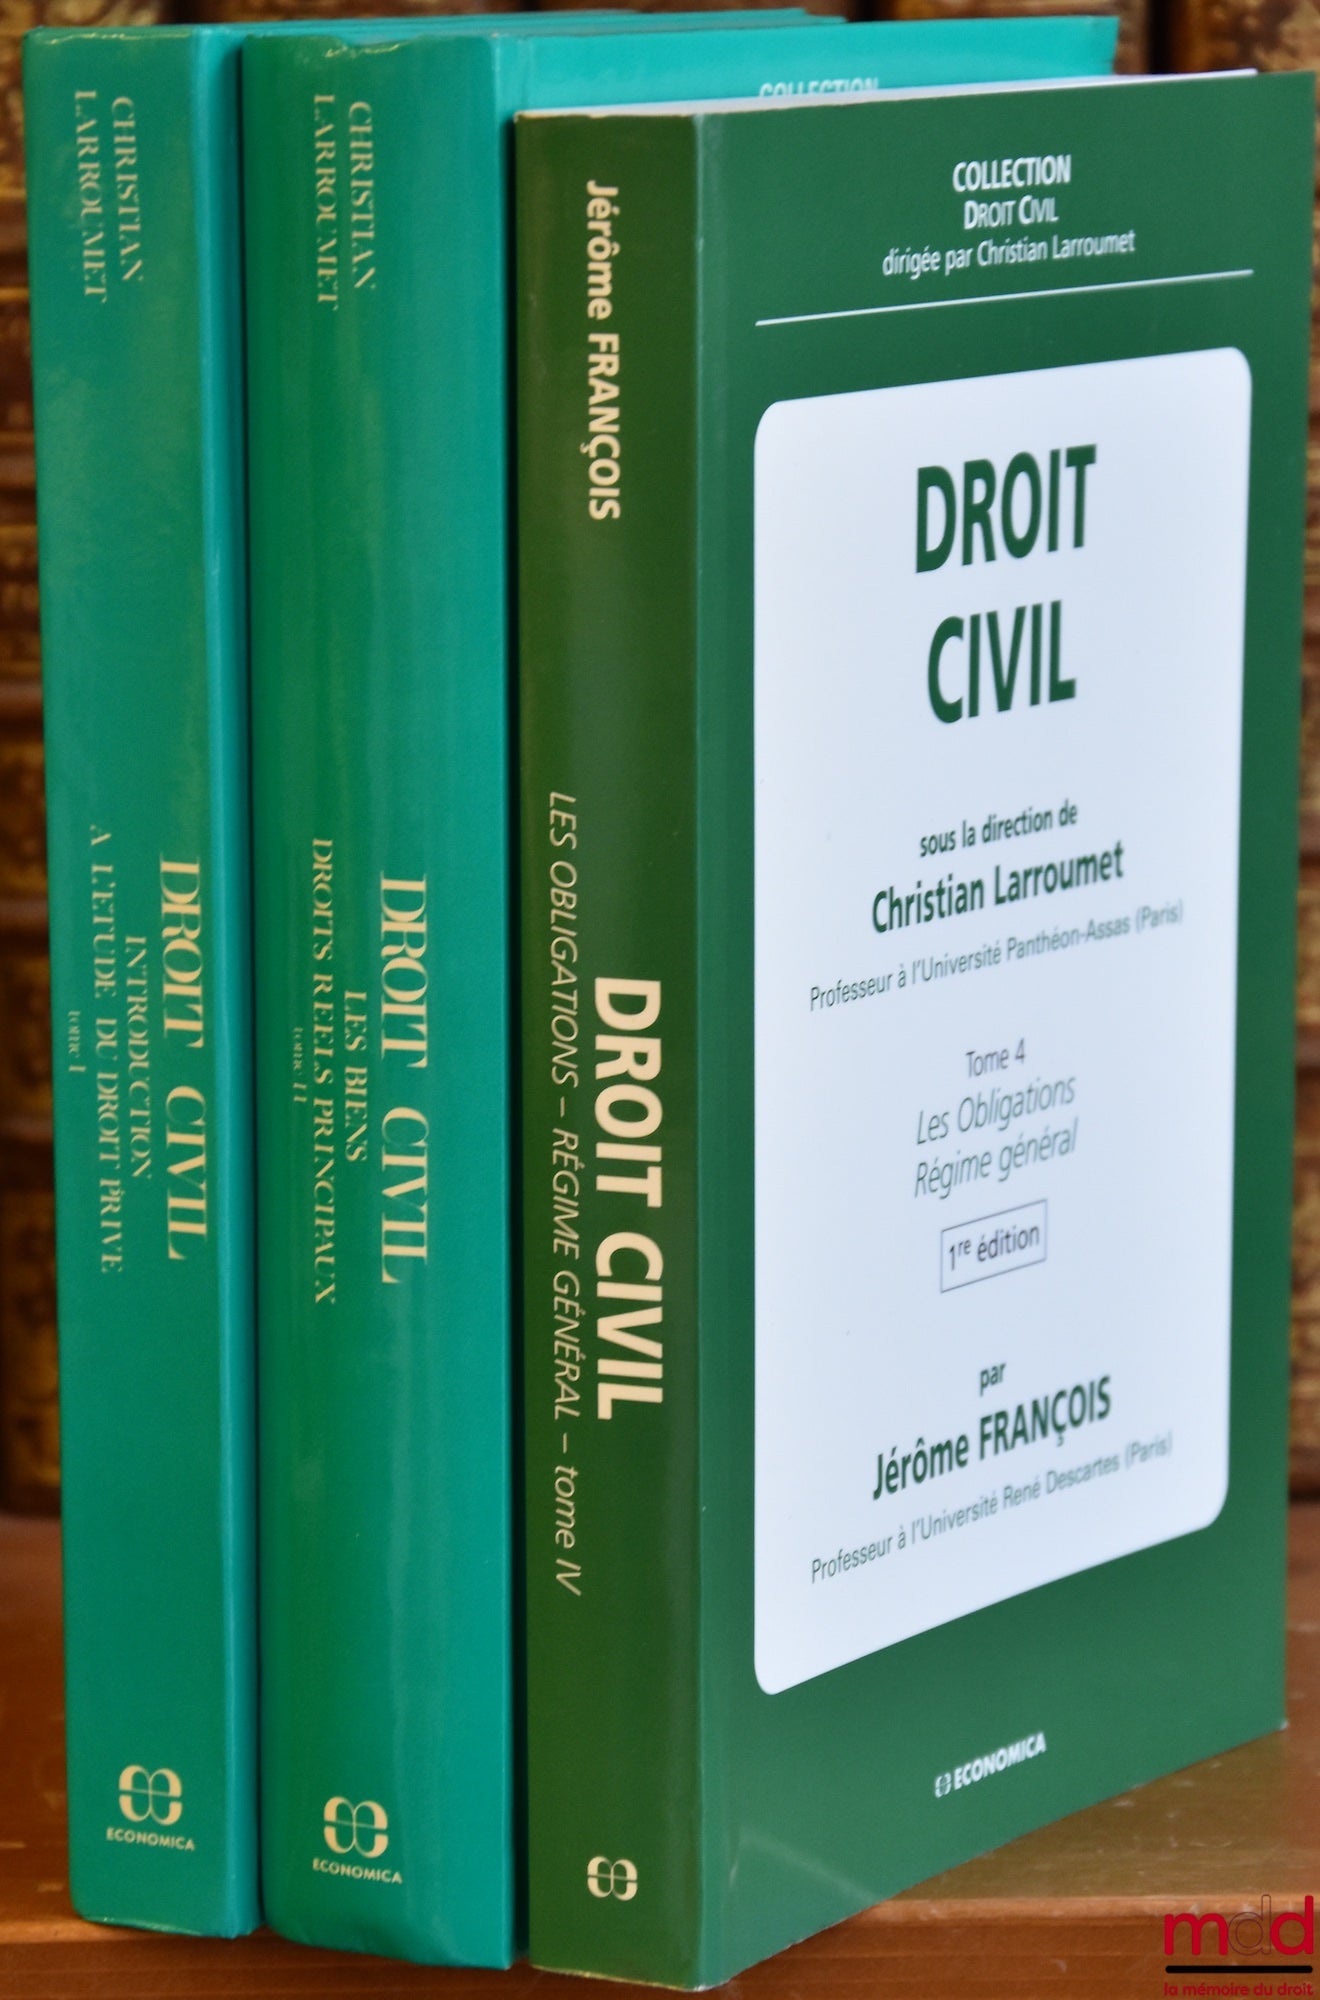 CHRISTIAN
LARROUMET
DROIT CIVIL
INTRODUCTION
A L'ETUDE DU DROIT PRIVE
tome I
ECONOMICA
CHRISTIAN
LARROUMET
DROIT CIVIL
LES BIENS
DROITS REELS PRINCIPAUX
tome II
ECONOMICA
COLLECTION
Jérôme FRANÇOIS
DROIT CIVIL
LES OBLIGATIONS – RÉGIME GÉNÉRAL – tome IV
COLLECTION
DROIT CIVIL
dirigée par Christian Larroumet
DROIT
CIVIL
sous la direction de
Christian Larroumet
Professeur à l'Université Panthéon-Assas (Paris)
Tome 4
Les Obligations
Régime général
1re édition
par
Jérôme FRANÇOIS
Professeur à l'Université René Descartes (Paris)
ECONOMICA
mdd
la mémoire du droit